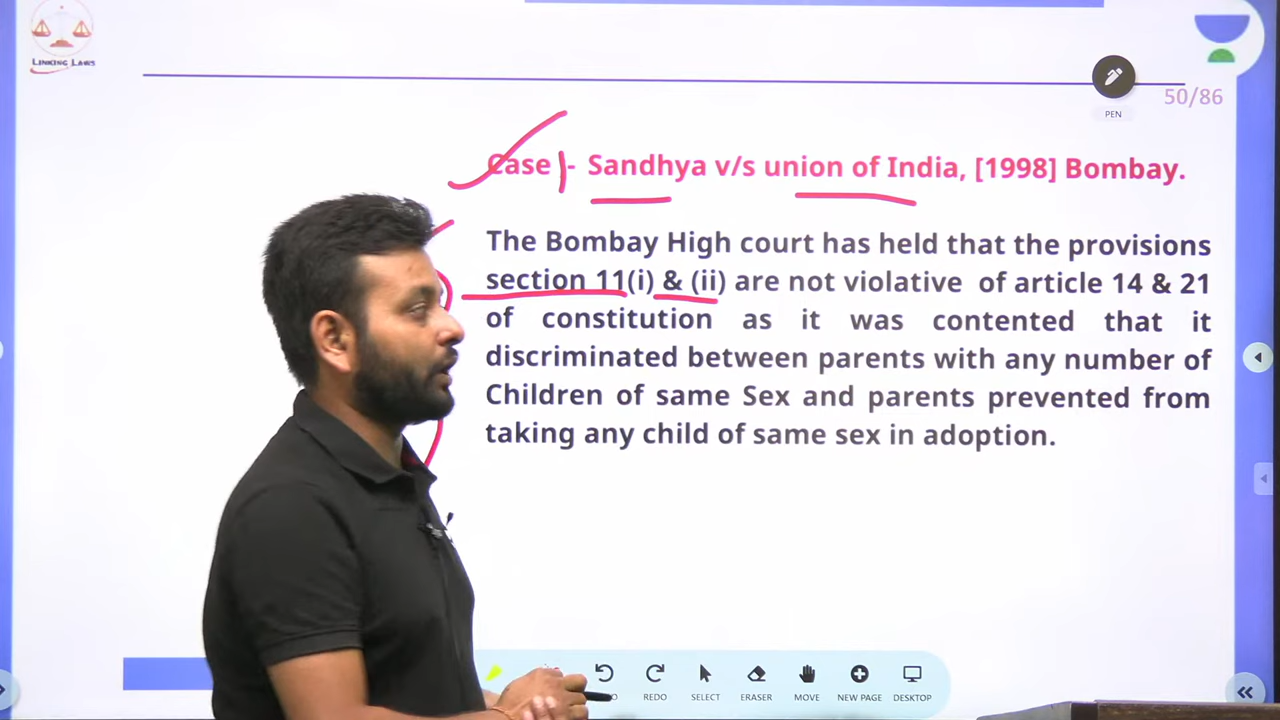 LINKING LAWS
PEN
50/86
Case - Sandhya v/s union of India, [1998] Bombay.
The Bombay High court has held that the provisions
section 11(i) & (ii) are not violative of article 14 & 21
of constitution as it was contented that it
discriminated between parents with any number of
Children of same Sex and parents prevented from
taking any child of same sex in adoption.
REDO
SELECT
ERASER
MOVE
NEW PAGE
DESKTOP